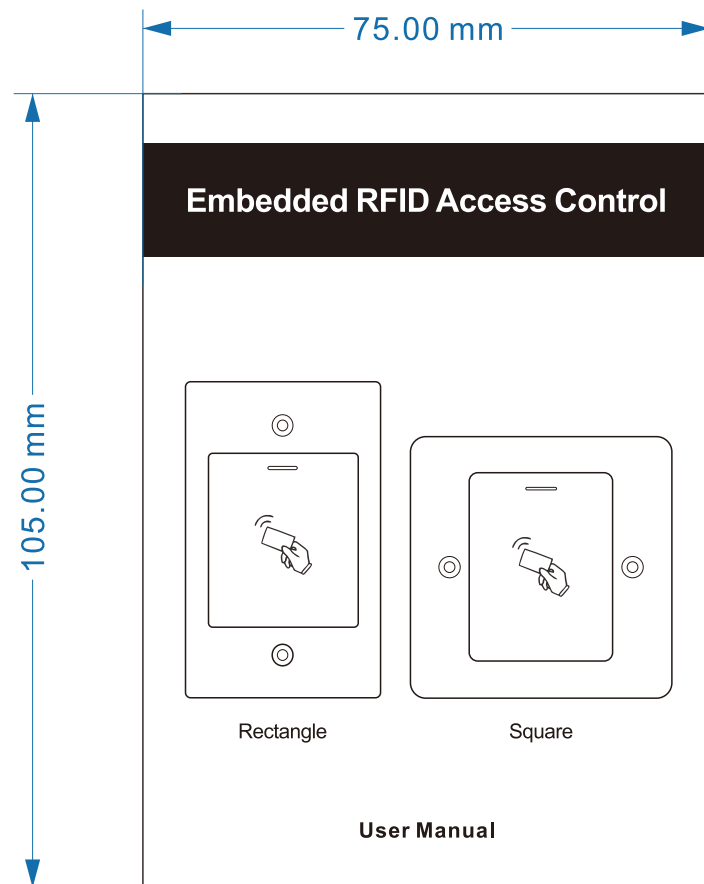 75.00 mm
Embedded RFID Access Control
105.00 mm
Rectangle
Square
User Manual